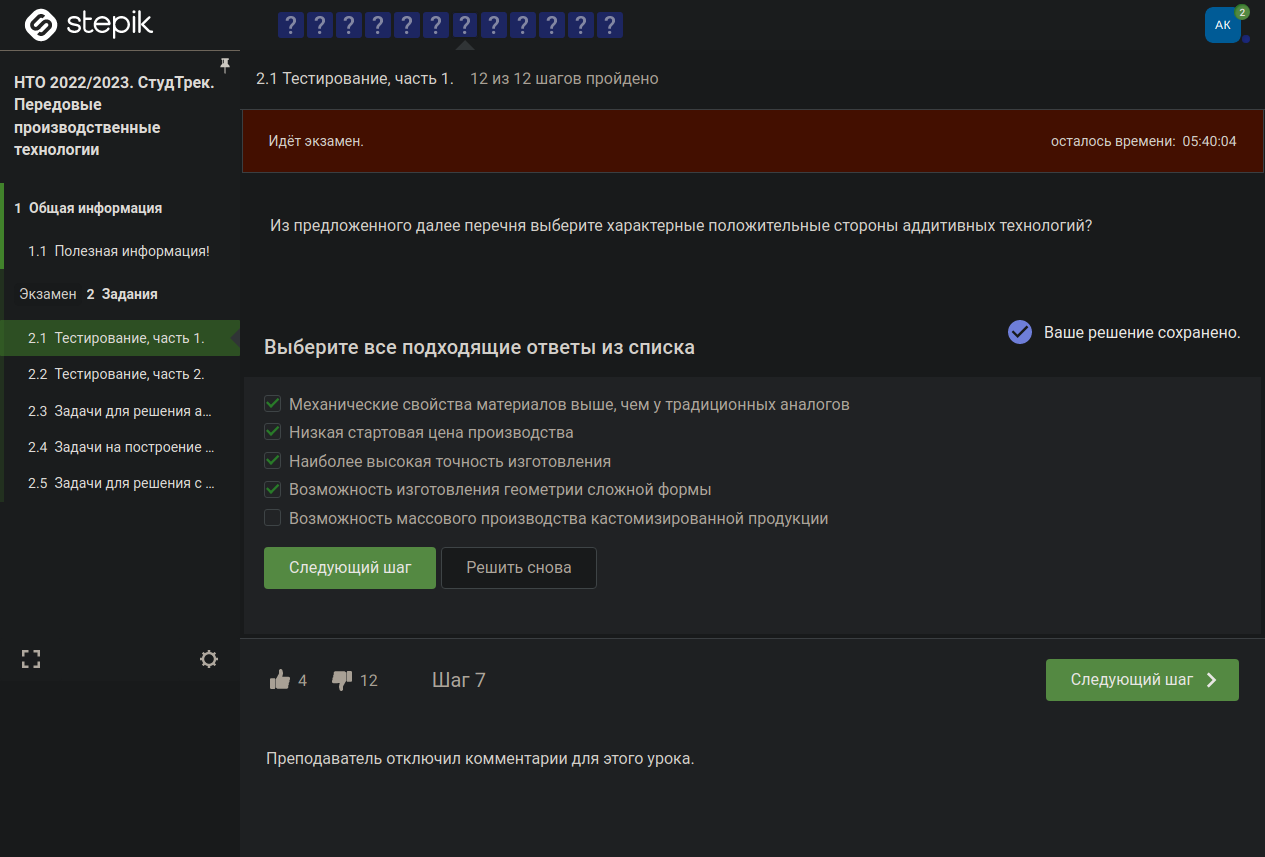 stepik
? ? ? ? ? ? ? ? ? ? ? ?
АК
2
НТО 2022/2023. СтудТрек.
Передовые
производственные
технологии
1 Общая информация
1.1 Полезная информация!
Экзамен 2 Задания
2.1 Тестирование, часть 1.
2.2 Тестирование, часть 2.
2.3 Задачи для решения а...
2.4 Задачи на построение ...
2.5 Задачи для решения с ...
2.1 Тестирование, часть 1. 12 из 12 шагов пройдено
Идёт экзамен. осталось времени: 05:40:04
Из предложенного далее перечня выберите характерные положительные стороны аддитивных технологий?
Ваше решение сохранено.
Выберите все подходящие ответы из списка
Механические свойства материалов выше, чем у традиционных аналогов
Низкая стартовая цена производства
Наиболее высокая точность изготовления
Возможность изготовления геометрии сложной формы
Возможность массового производства кастомизированной продукции
Следующий шаг Решить снова
4 12 Шаг 7 Следующий шаг
Преподаватель отключил комментарии для этого урока.